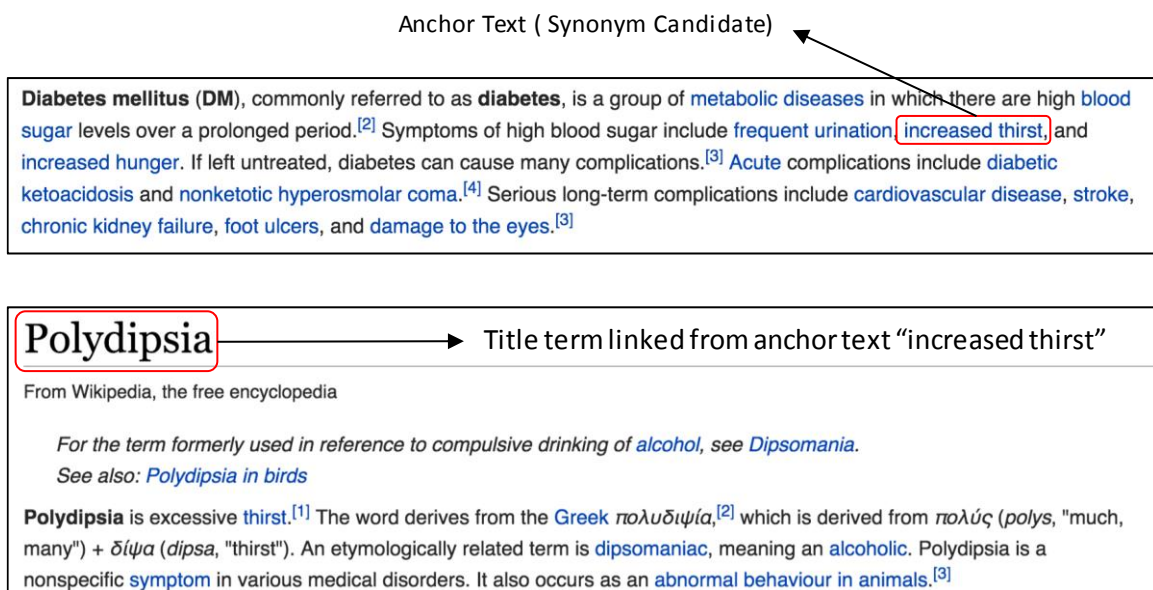 Anchor Text ( Synonym Candidate)
Diabetes mellitus (DM), commonly referred to as diabetes, is a group of metabolic diseases in which there are high blood
sugar levels over a prolonged period.[2] Symptoms of high blood sugar include frequent urination, increased thirst, and
increased hunger. If left untreated, diabetes can cause many complications.[3] Acute complications include diabetic
ketoacidosis and nonketotic hyperosmolar coma.[4] Serious long-term complications include cardiovascular disease, stroke,
chronic kidney failure, foot ulcers, and damage to the eyes.[3]
Polydipsia
Title term linked from anchor text “increased thirst”
From Wikipedia, the free encyclopedia
For the term formerly used in reference to compulsive drinking of alcohol, see Dipsomania.
See also: Polydipsia in birds
Polydipsia is excessive thirst.[1] The word derives from the Greek πολυδιψία,[2] which is derived from πολύς (polys, "much,
many") + δίψα (dipsa, "thirst"). An etymologically related term is dipsomaniac, meaning an alcoholic. Polydipsia is a
nonspecific symptom in various medical disorders. It also occurs as an abnormal behaviour in animals.[3]